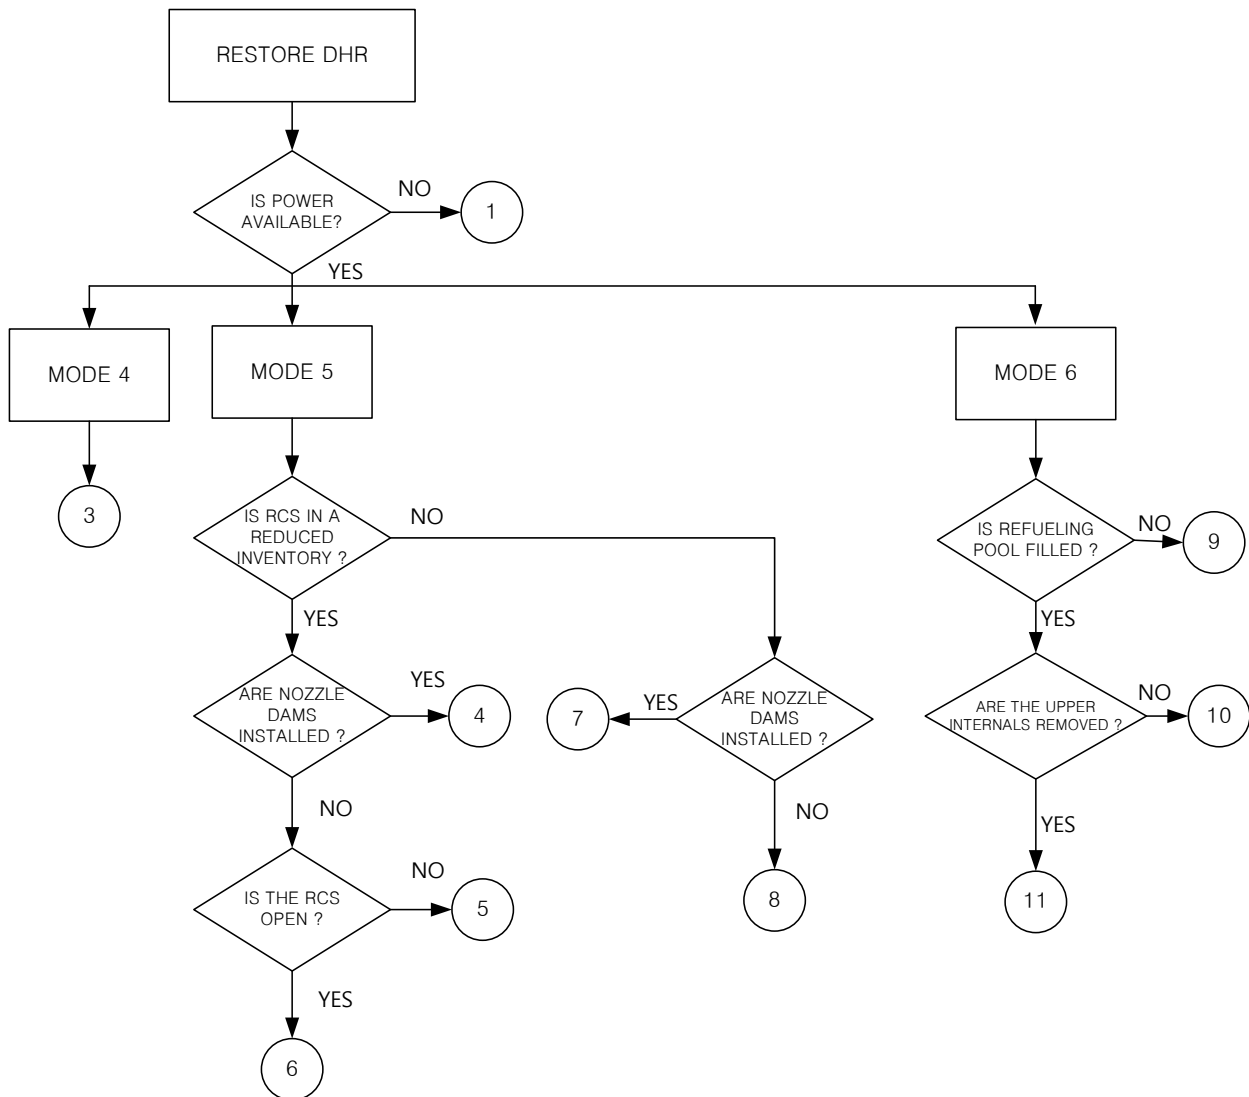 RESTORE DHR
IS POWER
AVAILABLE?
NO
1
YES
MODE 4
MODE 5
MODE 6
3
IS RCS IN A
REDUCED
INVENTORY ?
NO
YES
IS REFUELING
POOL FILLED ?
NO
9
YES
ARE NOZZLE
DAMS
INSTALLED ?
YES
4
7
YES
ARE NOZZLE
DAMS
INSTALLED ?
NO
ARE THE UPPER
INTERNALS REMOVED ?
NO
10
YES
NO
IS THE RCS
OPEN ?
NO
5
8
11
YES
6